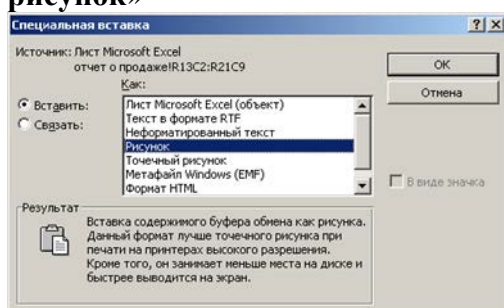 рисунок»
Специальная вставка
Источник: Лист Microsoft Excel
отчет о продаже!R13C2:R21C9
Как:
Вставить:
Связать:
Лист Microsoft Excel (объект)
Текст в формате RTF
Неформатированный текст
Рисунок
Точечный рисунок
Метафайл Windows (EMF)
Формат HTML
ОК
Отмена
В виде значка
Результат
Вставка содержимого буфера обмена как рисунка.
Данный формат лучше точечного рисунка при
печати на принтерах высокого разрешения.
Кроме того, он занимает меньше места на диске и
быстрее выводится на экран.